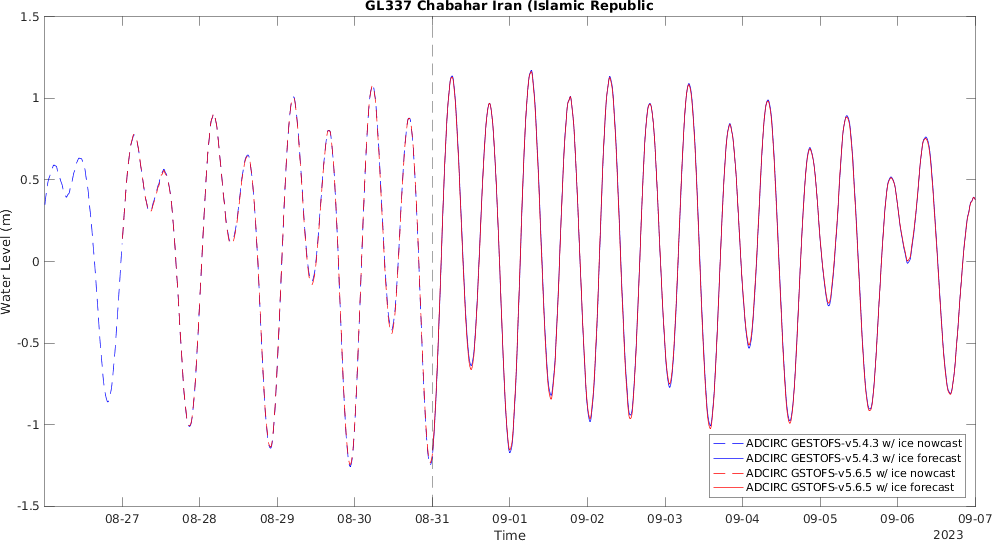 GL337 Chabahar Iran (Islamic Republic
1.5
1
0.5
0
-0.5
-1
-1.5
Water Level (m)
ADCIRC GESTOFS-v5.4.3 w/ ice nowcast
ADCIRC GESTOFS-v5.4.3 w/ ice forecast
ADCIRC GSTOFS-v5.6.5 w/ ice nowcast
ADCIRC GSTOFS-v5.6.5 w/ ice forecast
08-27 08-28 08-29 08-30 08-31 09-01 09-02 09-03 09-04 09-05 09-06 09-07
Time
2023